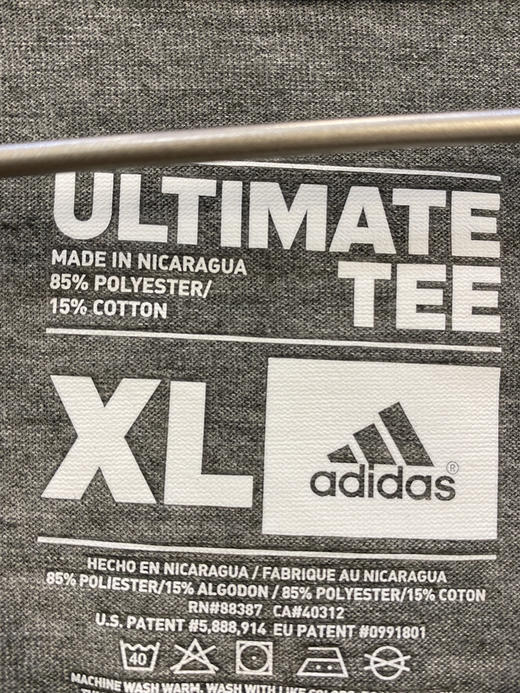 ULTIMATE
TEE
MADE IN NICARAGUA
85% POLYESTER/
15% COTTON
XL
adidas®
HECHO EN NICARAGUA / FABRIQUE AU NICARAGUA
85% POLIESTER/15% ALGODON / 85% POLYESTER/15% COTON
RN#88387 CA#40312
U.S. PATENT #5,888,914 EU PATENT #0991801
40
MACHINE WASH WARM. WASH WITH LIKE COLOURS.